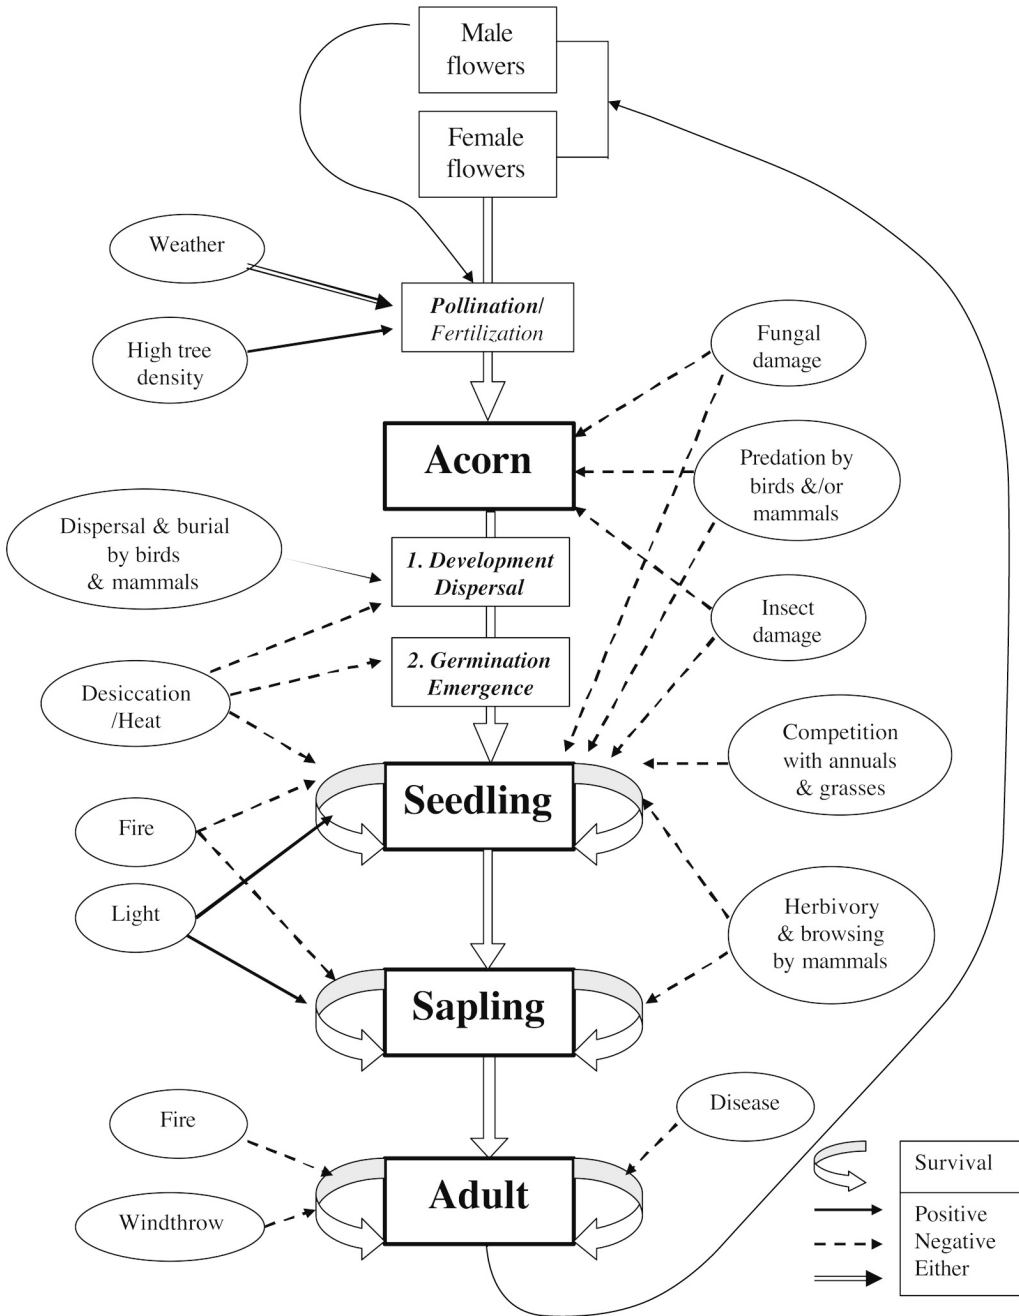 Male
flowers
Female
flowers
Weather
Pollination/
Fertilization
High tree
density
Fungal
damage
Acorn
Predation by
birds &/or
mammals
Dispersal & burial
by birds
& mammals
1. Development
Dispersal
Insect
damage
2. Germination
Emergence
Desiccation
/Heat
Competition
with annuals
& grasses
Seedling
Fire
Light
Herbivory
& browsing
by mammals
Sapling
Fire
Disease
Adult
Windthrow
Survival
Positive
Negative
Either